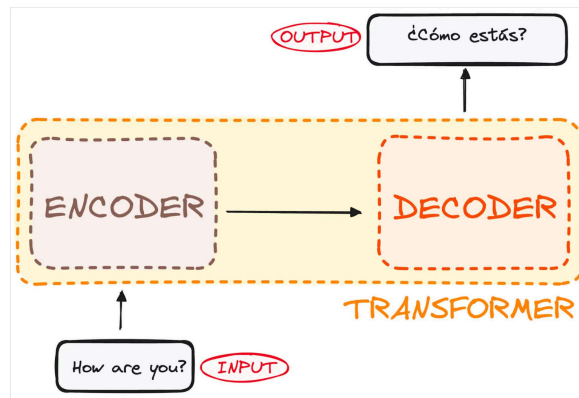 OUTPUT
¿Cómo estás?
ENCODER
DECODER
TRANSFORMER
How are you?
INPUT